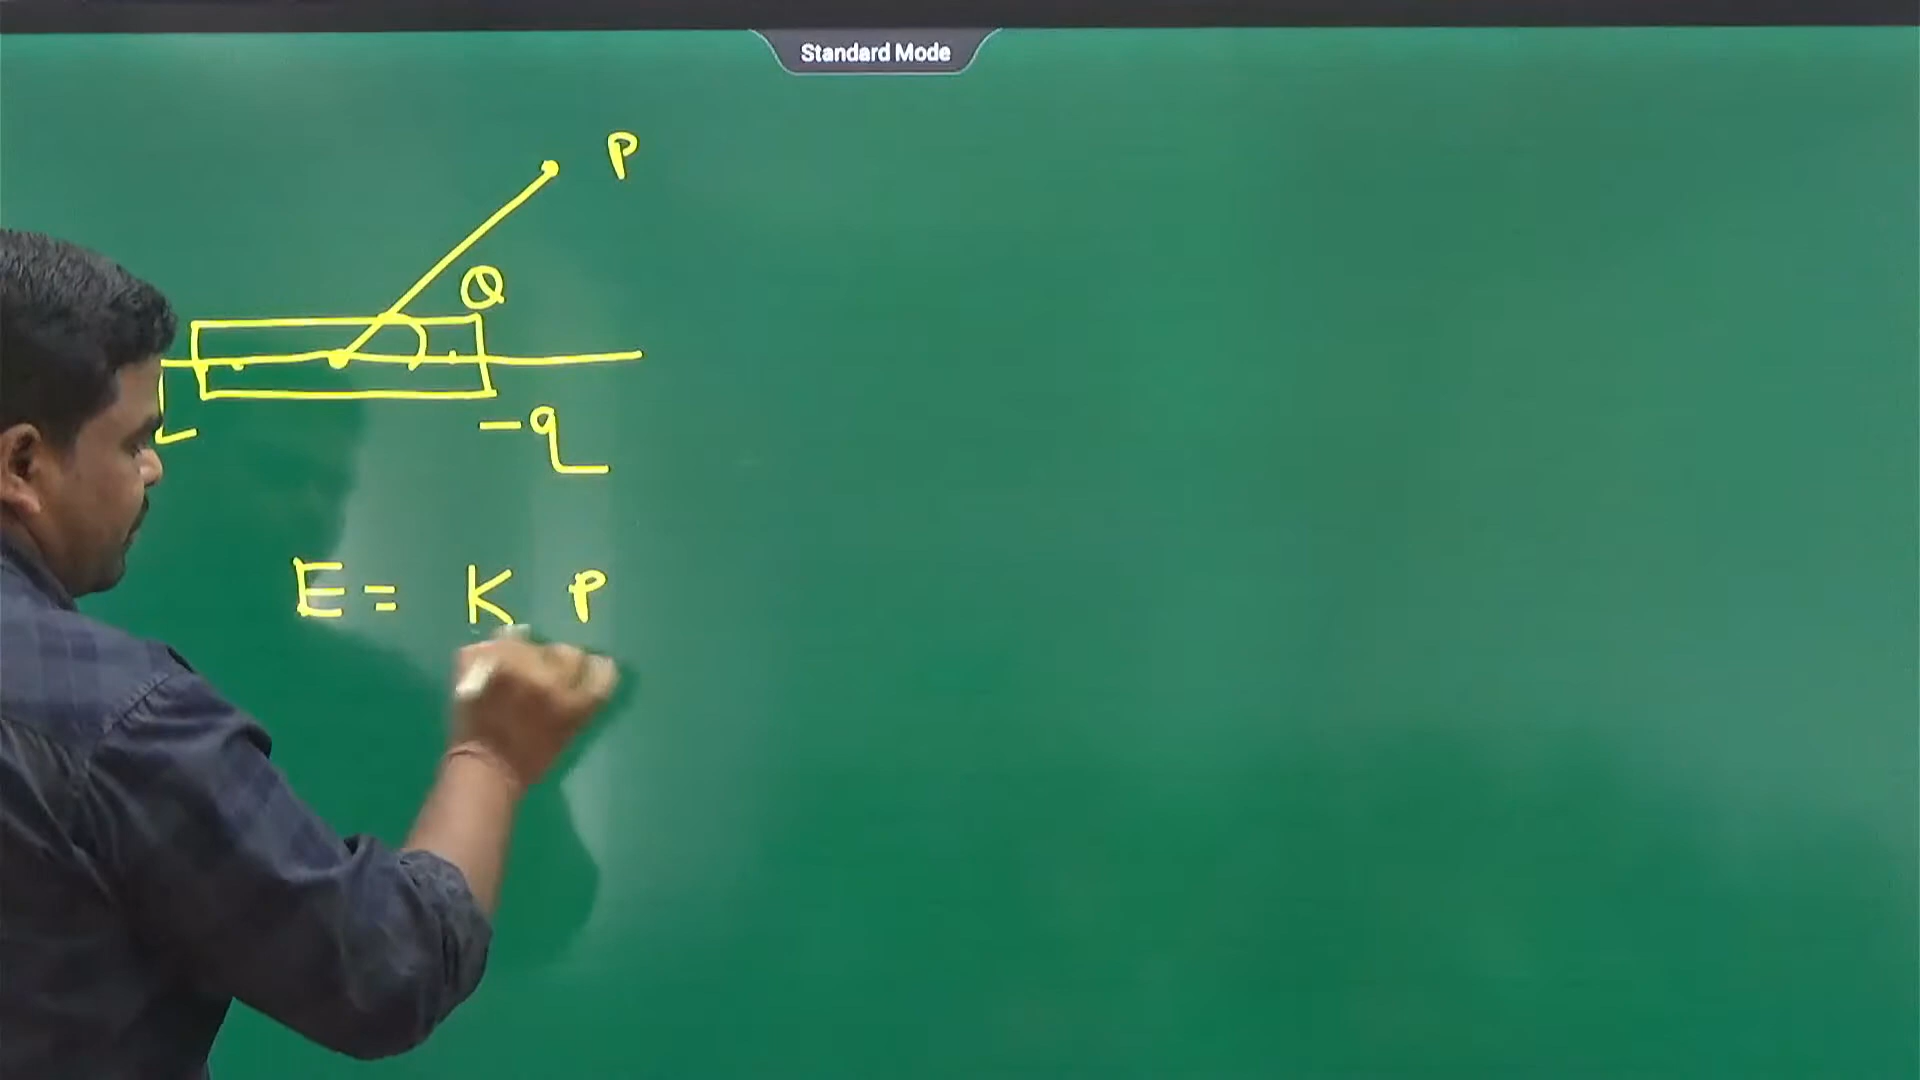 Standard Mode
P
θ
-q
E = K P